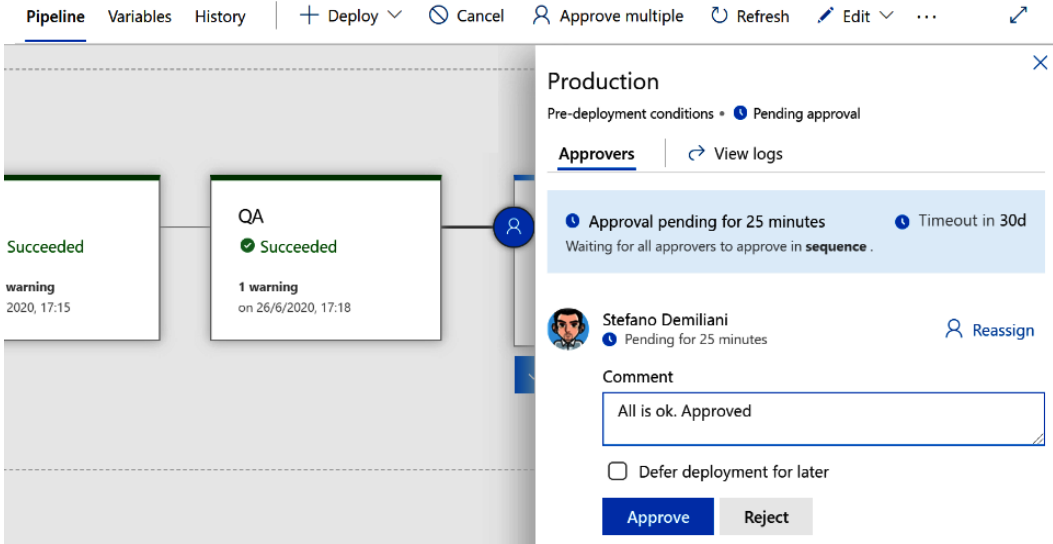 Pipeline Variables History Deploy Cancel Approve multiple Refresh Edit ...
Succeeded
warning
2020, 17:15
QA
Succeeded
1 warning
on 26/6/2020, 17:18
Production
Pre-deployment conditions • Pending approval
Approvers View logs
Approval pending for 25 minutes Timeout in 30d
Waiting for all approvers to approve in sequence .
Stefano Demiliani
Pending for 25 minutes Reassign
Comment
All is ok. Approved
Defer deployment for later
Approve Reject